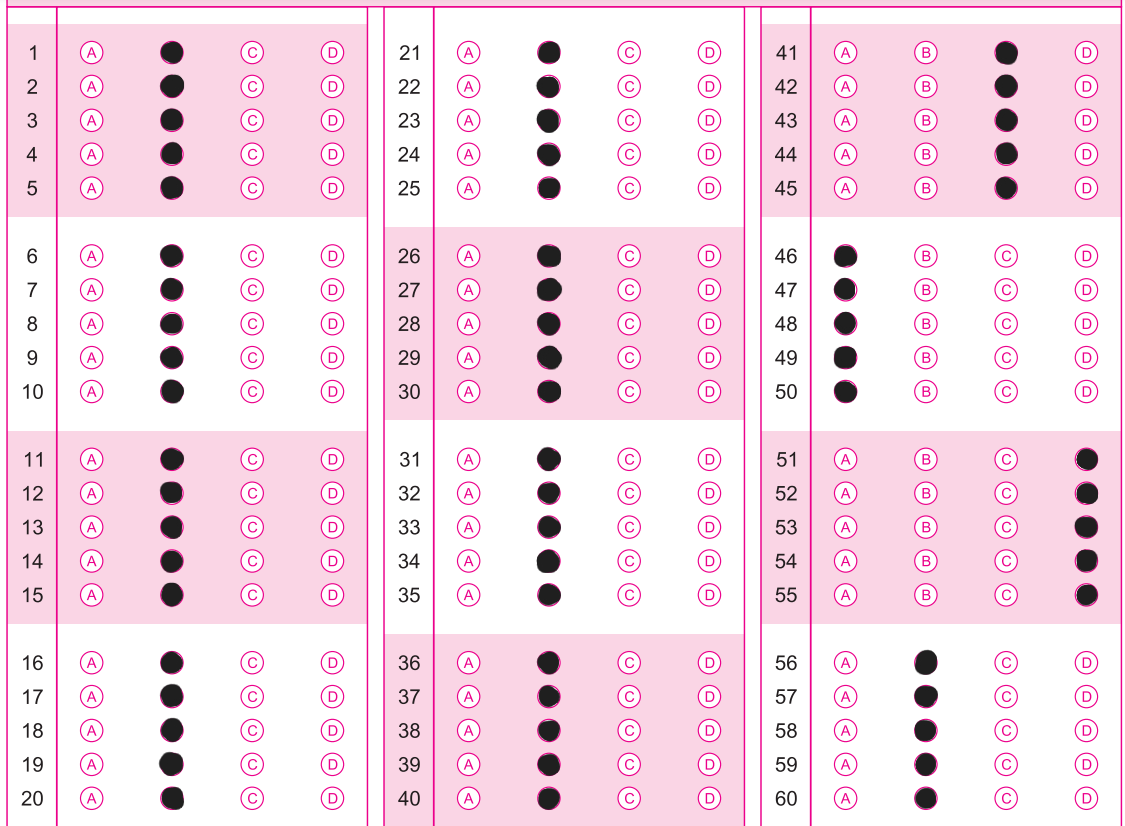 1 A C D
2 A C D
3 A C D
4 A C D
5 A C D
6 A C D
7 A C D
8 A C D
9 A C D
10 A C D
11 A C D
12 A C D
13 A C D
14 A C D
15 A C D
16 A C D
17 A C D
18 A C D
19 A C D
20 A C D
21 A C D
22 A C D
23 A C D
24 A C D
25 A C D
26 A C D
27 A C D
28 A C D
29 A C D
30 A C D
31 A C D
32 A C D
33 A C D
34 A C D
35 A C D
36 A C D
37 A C D
38 A C D
39 A C D
40 A C D
41 A B D
42 A B D
43 A B D
44 A B D
45 A B D
46 B C D
47 B C D
48 B C D
49 B C D
50 B C D
51 A B C
52 A B C
53 A B C
54 A B C
55 A B C
56 A C D
57 A C D
58 A C D
59 A C D
60 A C D